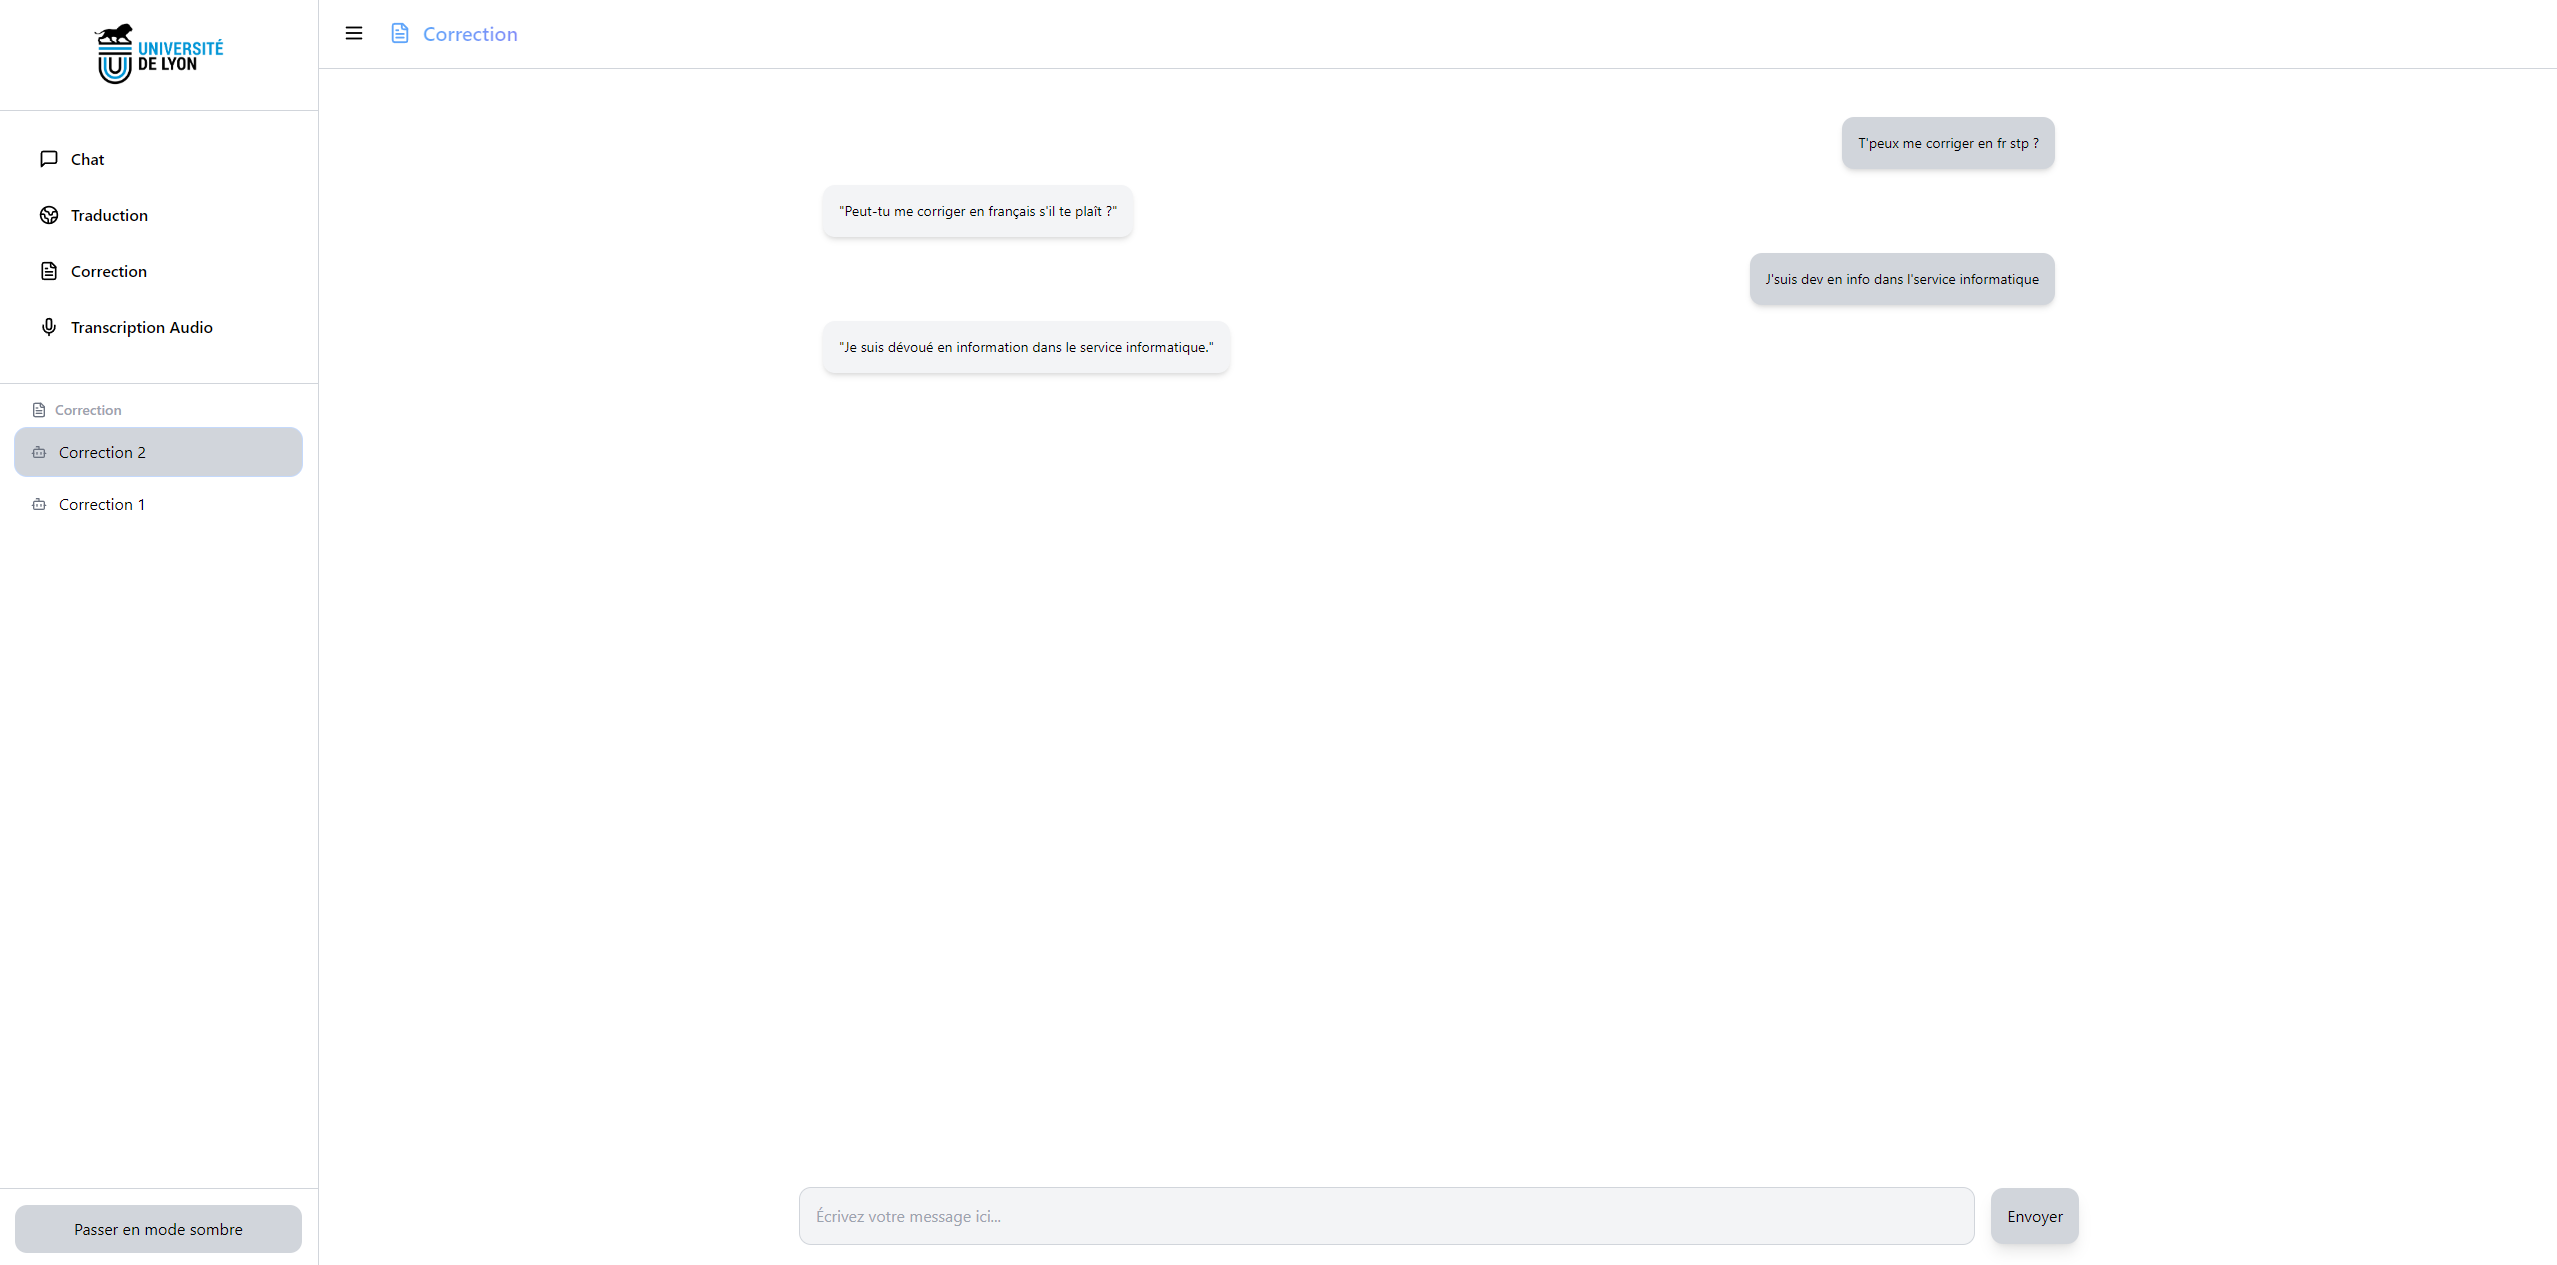 UNIVERSITÉ
DE LYON
Chat
Traduction
Correction
Transcription Audio
Correction
Correction 2
Correction 1
Passer en mode sombre
Correction
T'peux me corriger en fr stp ?
"Peut-tu me corriger en français s'il te plaît ?"
J'suis dev en info dans l'service informatique
"Je suis dévoué en information dans le service informatique."
Écrivez votre message ici...
Envoyer